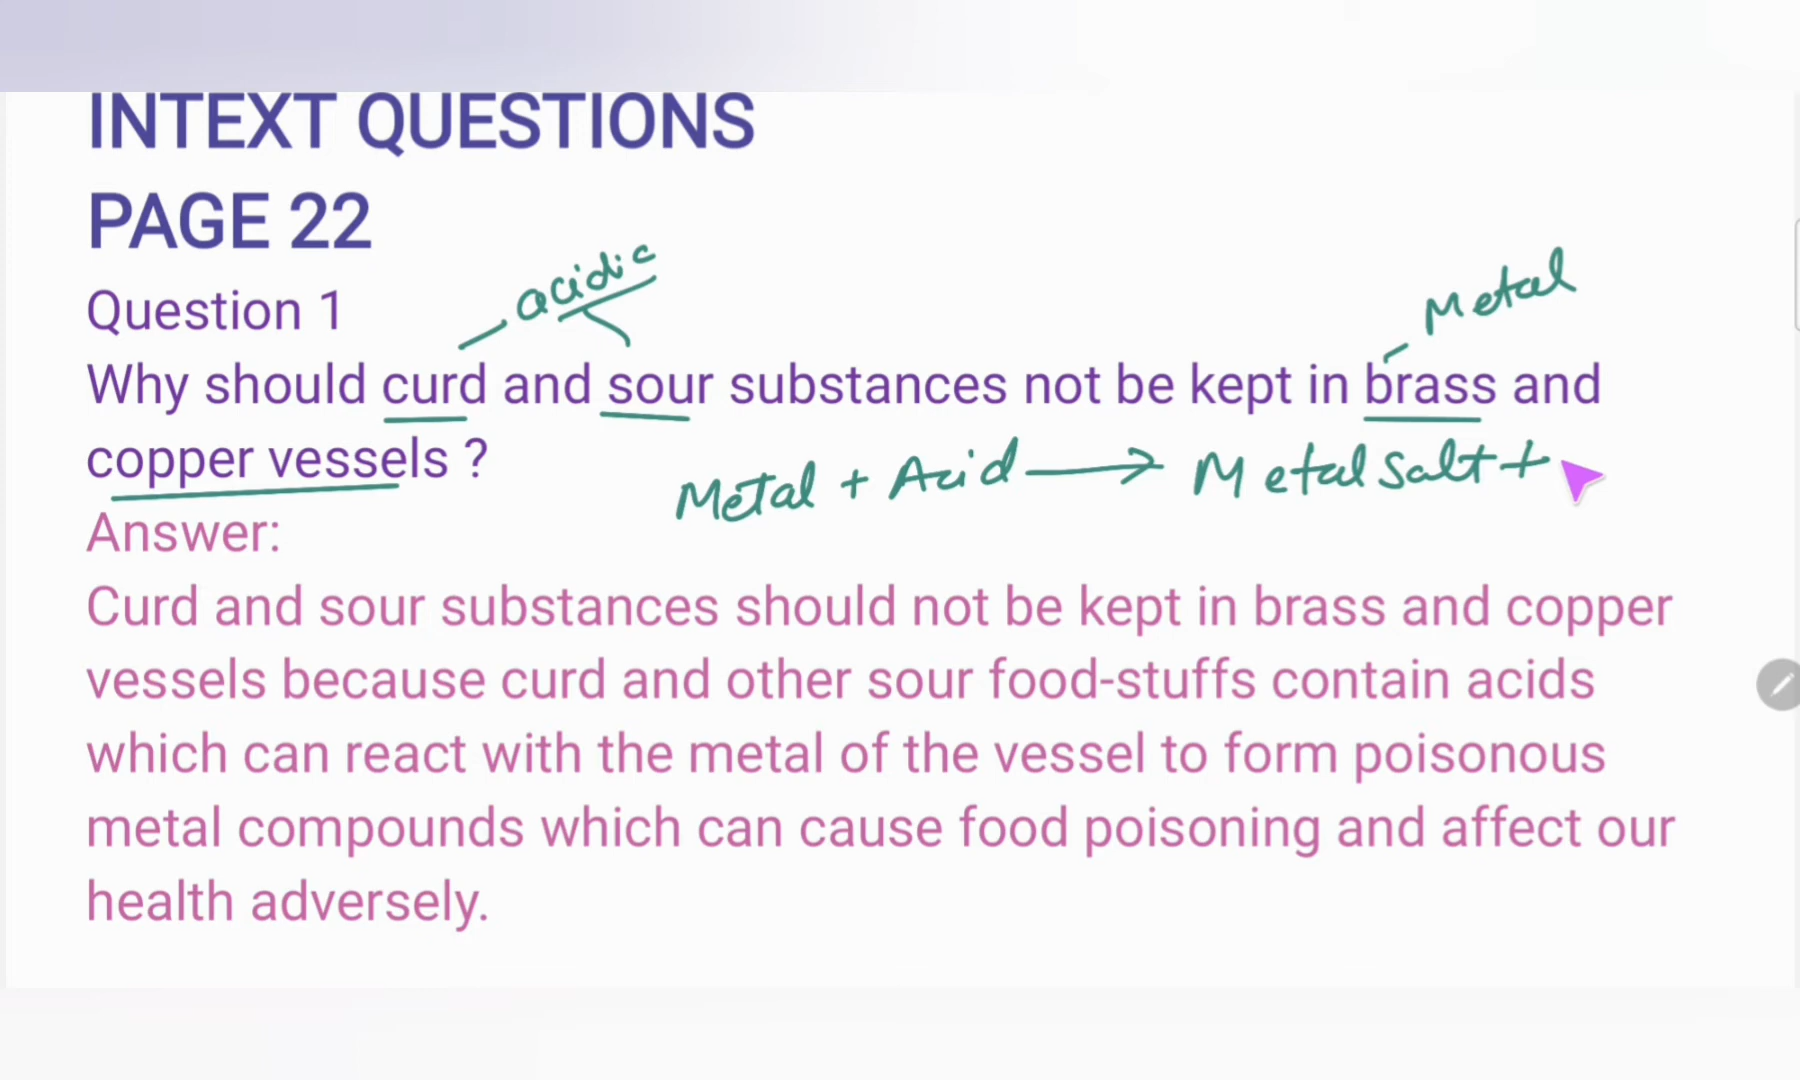 INTEXT QUESTIONS
PAGE 22
acidic
Metal
Question 1
Why should curd and sour substances not be kept in brass and
copper vessels ?
Metal + Acid → Metal Salt +
Answer:
Curd and sour substances should not be kept in brass and copper
vessels because curd and other sour food-stuffs contain acids
which can react with the metal of the vessel to form poisonous
metal compounds which can cause food poisoning and affect our
health adversely.